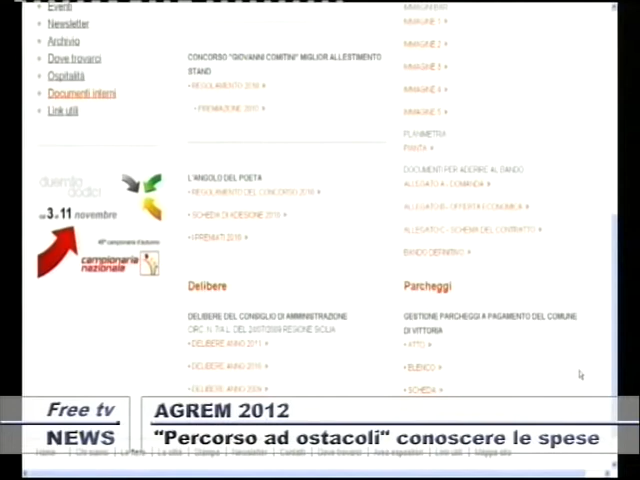 Eventi
Newsletter
Archivio
Dove trovarci
Ospitalità
Documenti interni
Link utili
duemila
dodici
3 11 novembre
campionaria
nazionale
CONCORSO "GIOVANNI COMITINI" MIGLIOR ALLESTIMENTO
STAND
REGOLAMENTO 2010
PREMIAZIONE 2010
L'ANGOLO DEL POETA
REGOLAMENTO DEL CONCORSO 2010
SCHEDA DI ADESIONE 2010
I PREMIATI 2010
Delibere
DELIBERE DEL CONSIGLIO DI AMMINISTRAZIONE
DELIBERE ANNO 2011
DELIBERE ANNO 2010
DELIBERE ANNO 2009
IMMAGINE 1
IMMAGINE 2
IMMAGINE 3
IMMAGINE 4
IMMAGINE 5
PLANIMETRIA
PIANTA
DOCUMENTI PER ADERIRE AL BANDO
ALLEGATO A - DOMANDA
ALLEGATO B - OFFERTA ECONOMICA
ALLEGATO C - SCHEMA DEL CONTRATTO
BANDO DEFINITIVO
Parcheggi
GESTIONE PARCHEGGI A PAGAMENTO DEL COMUNE
DI VITTORIA
ATTO
ELENCO
SCHEDA
Free tv
NEWS
AGREM 2012
"Percorso ad ostacoli" conoscere le spese